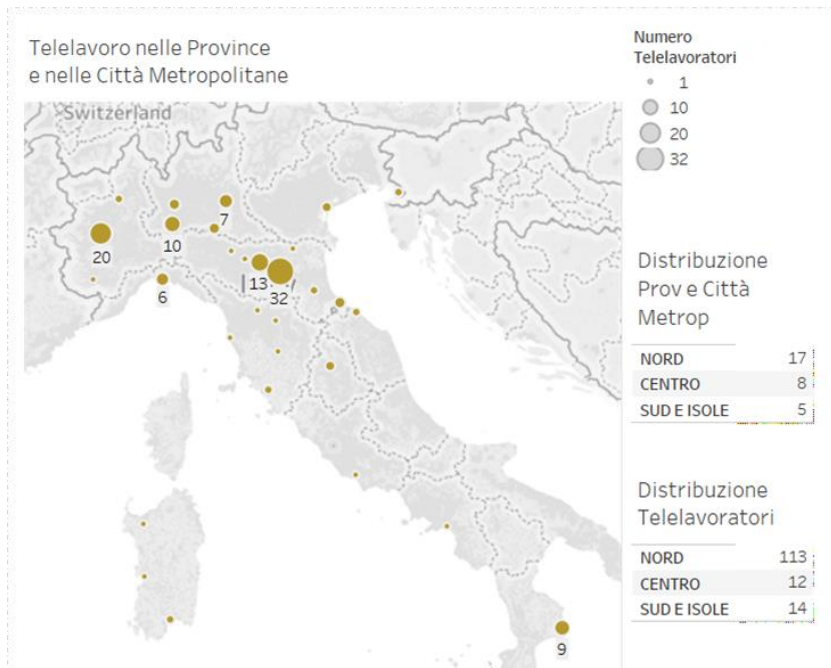 Telelavoro nelle Province
e nelle Città Metropolitane
Numero
Telelavoratori
1
10
20
32
Switzerland
7
10
20
13
32
6
9
Distribuzione
Prov e Città
Metrop
NORD 17
CENTRO 8
SUD E ISOLE 5
Distribuzione
Telelavoratori
NORD 113
CENTRO 12
SUD E ISOLE 14